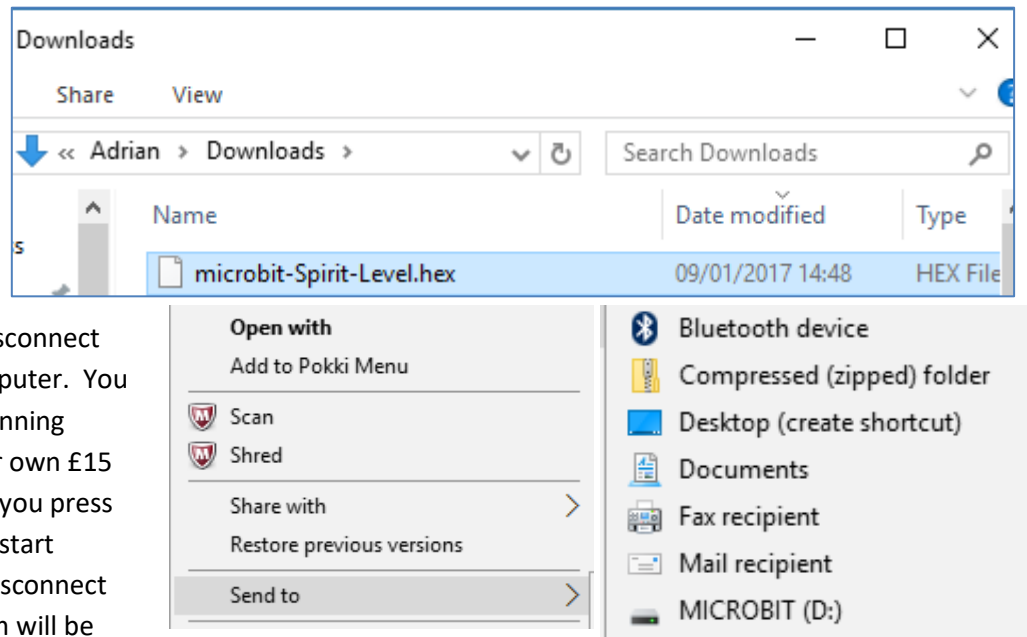 Downloads
Share View
« Adrian > Downloads > Search Downloads
Name Date modified Type
s
microbit-Spirit-Level.hex 09/01/2017 14:48 HEX File
sconnect
puter. You
nning
r own £15
you press
start
sconnect
will be
Open with
Add to Pokki Menu
Scan
Shred
Share with >
Restore previous versions
Send to >
Bluetooth device
Compressed (zipped) folder
Desktop (create shortcut)
Documents
Fax recipient
Mail recipient
MICROBIT (D:)